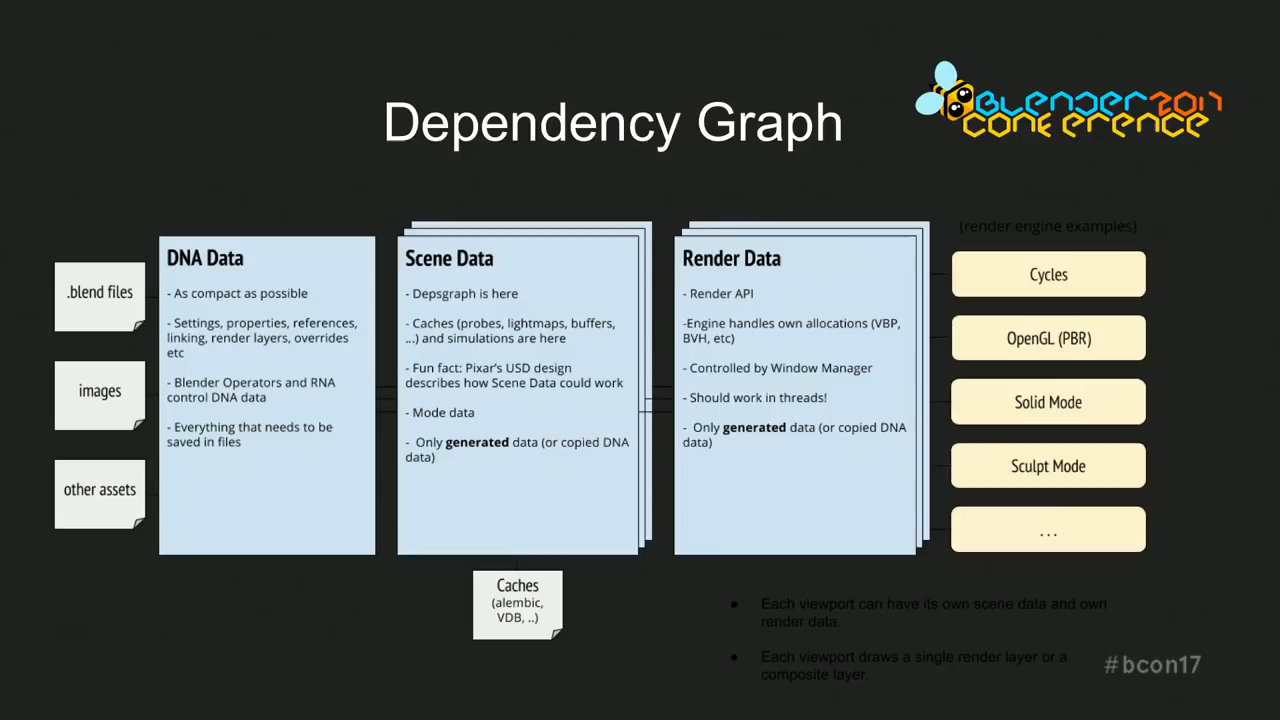 Dependency Graph
BLENDER 2017
CONFERENCE
.blend files
images
other assets
DNA Data
- As compact as possible
- Settings, properties, references,
linking, render layers, overrides
etc
- Blender Operators and RNA
control DNA data
- Everything that needs to be
saved in files
Scene Data
- Depsgraph is here
- Caches (probes, lightmaps, buffers,
...) and simulations are here
- Fun fact: Pixar's USD design
describes how Scene Data could work
- Mode data
- Only generated data (or copied DNA
data)
Caches
(alembic,
VDB, ..)
Render Data
- Render API
-Engine handles own allocations (VBP,
BVH, etc)
- Controlled by Window Manager
- Should work in threads!
- Only generated data (or copied DNA
data)
(render engine examples)
Cycles
OpenGL (PBR)
Solid Mode
Sculpt Mode
...
● Each viewport can have its own scene data and own
render data.
● Each viewport draws a single render layer or a
composite layer.
#bcon17